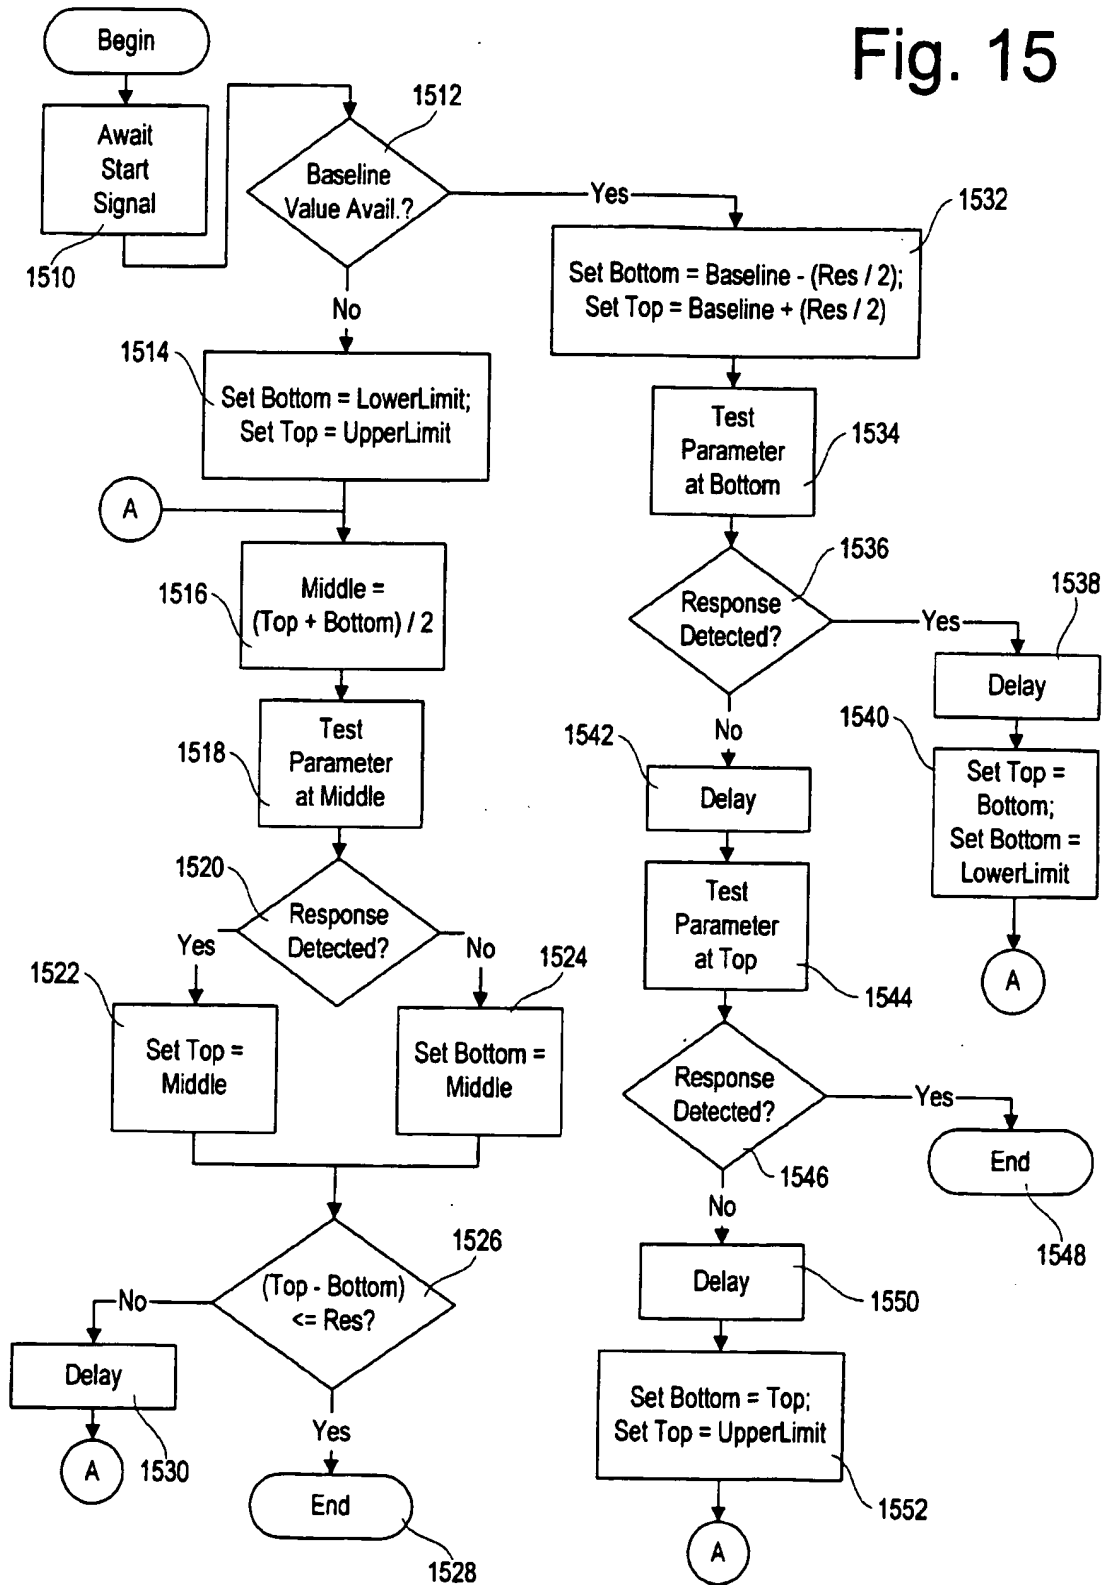 Fig. 15
Begin
Await
Start
Signal
1510
1512
Baseline
Value Avail.?
Yes
No
1514
Set Bottom = LowerLimit;
Set Top = UpperLimit
A
1516
Middle =
(Top + Bottom) / 2
1518
Test
Parameter
at Middle
1520
Response
Detected?
Yes
No
1522
Set Top =
Middle
1524
Set Bottom =
Middle
1526
(Top - Bottom)
<= Res?
No
Delay
1530
A
Yes
End
1528
1532
Set Bottom = Baseline - (Res / 2);
Set Top = Baseline + (Res / 2)
Test
Parameter
at Bottom
1534
1536
Response
Detected?
Yes
1538
Delay
1540
Set Top =
Bottom;
Set Bottom =
LowerLimit
A
No
1542
Delay
Test
Parameter
at Top
1544
Response
Detected?
1546
Yes
End
1548
No
Delay
1550
Set Bottom = Top;
Set Top = UpperLimit
1552
A